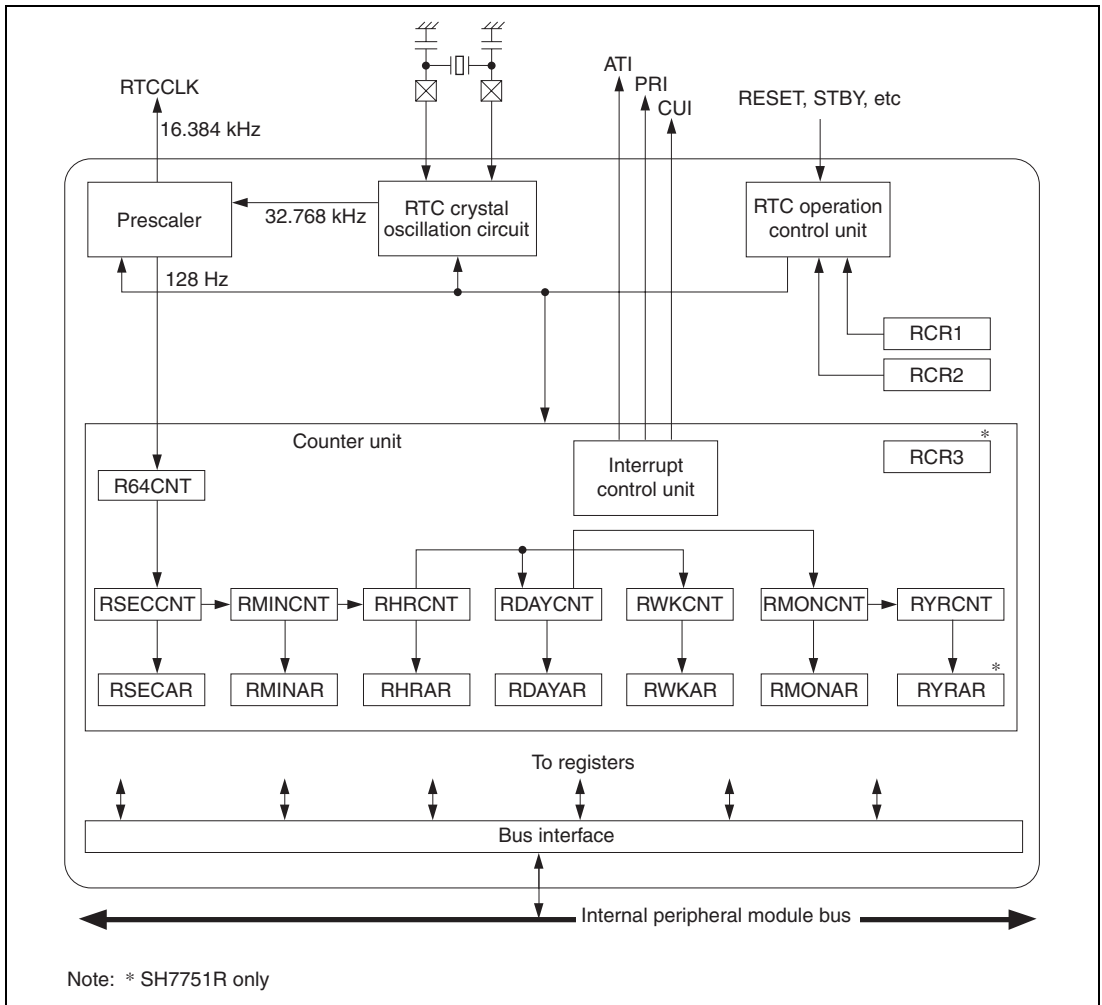 ATI
PRI
CUI
RTCCLK
16.384 kHz
RESET, STBY, etc
Prescaler
32.768 kHz
RTC crystal
oscillation circuit
RTC operation
control unit
128 Hz
RCR1
RCR2
Counter unit
Interrupt
control unit
*
RCR3
R64CNT
RSECCNT
RMINCNT
RHRCNT
RDAYCNT
RWKCNT
RMONCNT
RYRCNT
RSECAR
RMINAR
RHRAR
RDAYAR
RWKAR
RMONAR
*
RYRAR
To registers
Bus interface
Internal peripheral module bus
Note: * SH7751R only